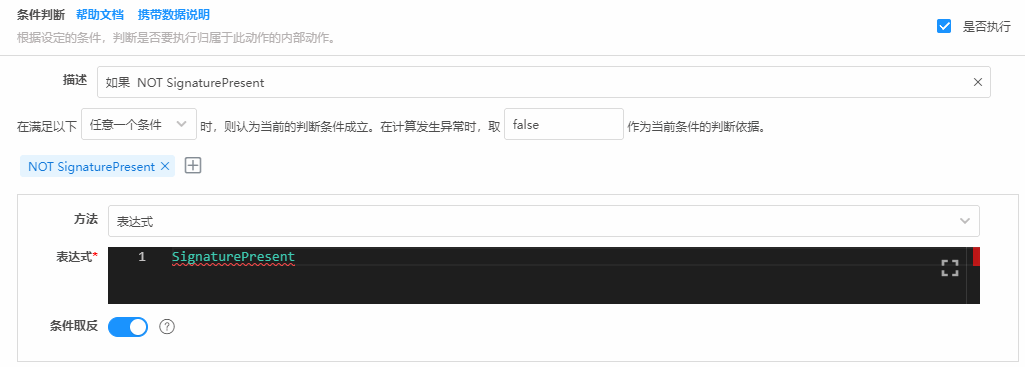 条件判断 帮助文档 携带数据说明
是否执行
根据设定的条件，判断是否要执行归属于此动作的内部动作。
描述 如果 NOT SignaturePresent ×
在满足以下 任意一个条件 时，则认为当前的判断条件成立。在计算发生异常时，取 false 作为当前条件的判断依据。
NOT SignaturePresent ×
方法 表达式
表达式* 1 SignaturePresent
条件取反 ?